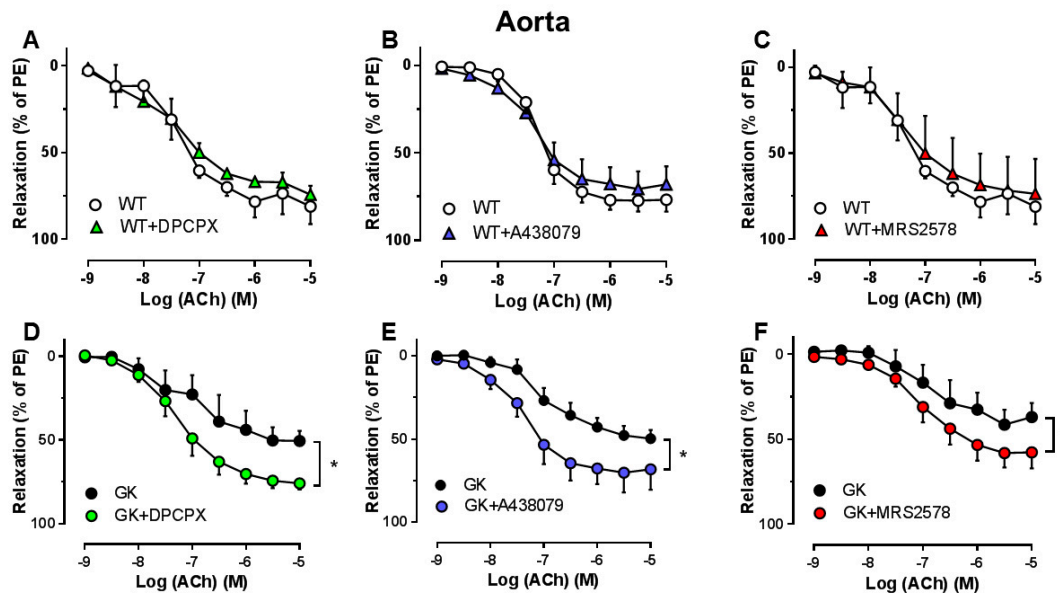 Aorta
A
Relaxation (% of PE)
0
50
100
WT
WT+DPCPX
-9 -8 -7 -6 -5
Log (ACh) (M)
B
Relaxation (% of PE)
0
50
100
WT
WT+A438079
-9 -8 -7 -6 -5
Log (ACh) (M)
C
Relaxation (% of PE)
0
50
100
WT
WT+MRS2578
-9 -8 -7 -6 -5
Log (ACh) (M)
D
Relaxation (% of PE)
0
50
100
*
GK
GK+DPCPX
-9 -8 -7 -6 -5
Log (ACh) (M)
E
Relaxation (% of PE)
0
50
100
*
GK
GK+A438079
-9 -8 -7 -6 -5
Log (ACh) (M)
F
Relaxation (% of PE)
0
50
100
GK
GK+MRS2578
-9 -8 -7 -6 -5
Log (ACh) (M)